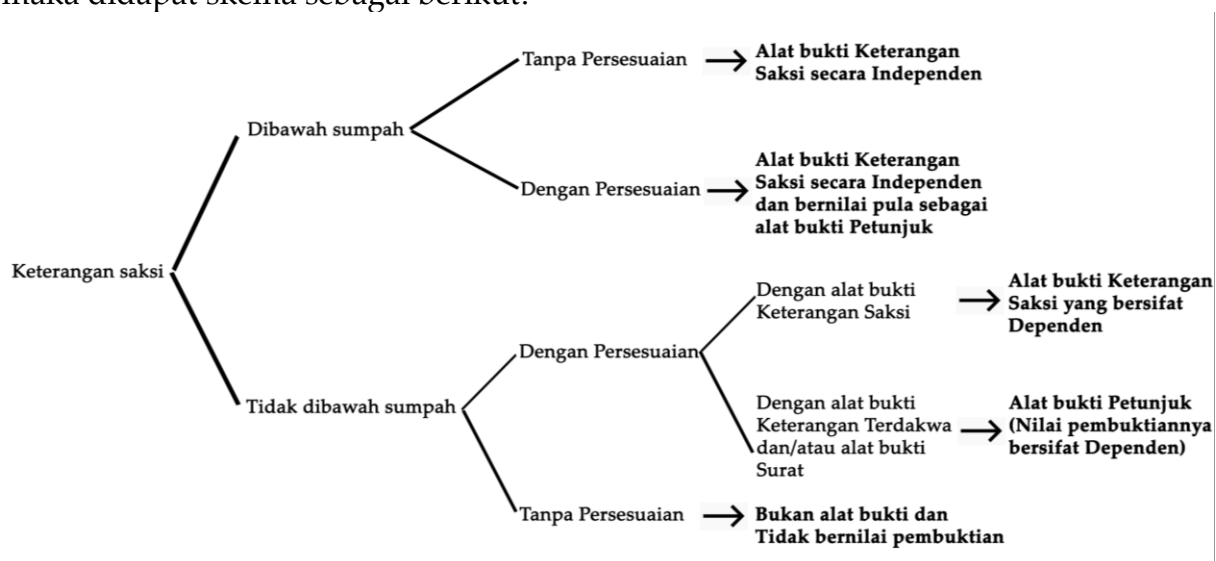 maka didapat skema sebagai berikut:
Tanpa Persesuaian
Alat bukti Keterangan
Saksi secara Independen
Dibawah sumpah
Dengan Persesuaian
Alat bukti Keterangan
Saksi secara Independen
dan bernilai pula sebagai
alat bukti Petunjuk
Keterangan saksi
Tidak dibawah sumpah
Dengan Persesuaian
Dengan alat bukti
Keterangan Saksi
Alat bukti Keterangan
Saksi yang bersifat
Dependen
Dengan alat bukti
Keterangan Terdakwa
dan/atau alat bukti
Surat
Alat bukti Petunjuk
(Nilai pembuktiannya
bersifat Dependen)
Tanpa Persesuaian
Bukan alat bukti dan
Tidak bernilai pembuktian